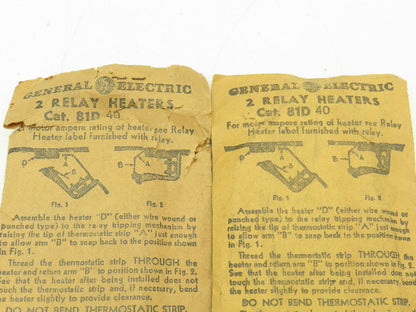 GENERAL ELECTRIC
2 RELAY HEATERS
Cat. 81D 40
For motor ampere rating of heater see Relay
Heater label furnished with relay.
D A B
D
Fig. 1 Fig. 2
Assemble the heater "D" (either wire wound or
punched type) to the relay tripping mechanism by
raising the tip of thermostatic strip "A" just enough
to allow arm "B" to snap back to the position shown
in Fig. 1.
Thread the thermostatic strip THROUGH the
heater and return arm "B" to position shown in Fig. 2.
See that the heater after being installed does not
touch the thermostatic strip and, if necessary, bend
the heater slightly to provide clearance.
DO NOT BEND THERMOSTATIC STRIP.
GENERAL ELECTRIC
2 RELAY HEATERS
Cat. 81D 40
For motor ampere rating of heater see Relay
Heater label furnished with relay.
A B
D
Fig. 1 Fig. 2
Assemble the heater "D" (either wire wound or
punched type) to the relay tripping mechanism by
raising the tip of thermostatic strip "A" just enough
to allow arm "B" to snap back to the position shown
in Fig. 1.
Thread the thermostatic strip THROUGH the
heater and return arm "B" to position shown in Fig. 2.
See that the heater after being installed does not
touch the thermostatic strip and, if necessary, bend
the heater slightly to provide clearance.
DO NOT BEND THERMOSTATIC STRIP.